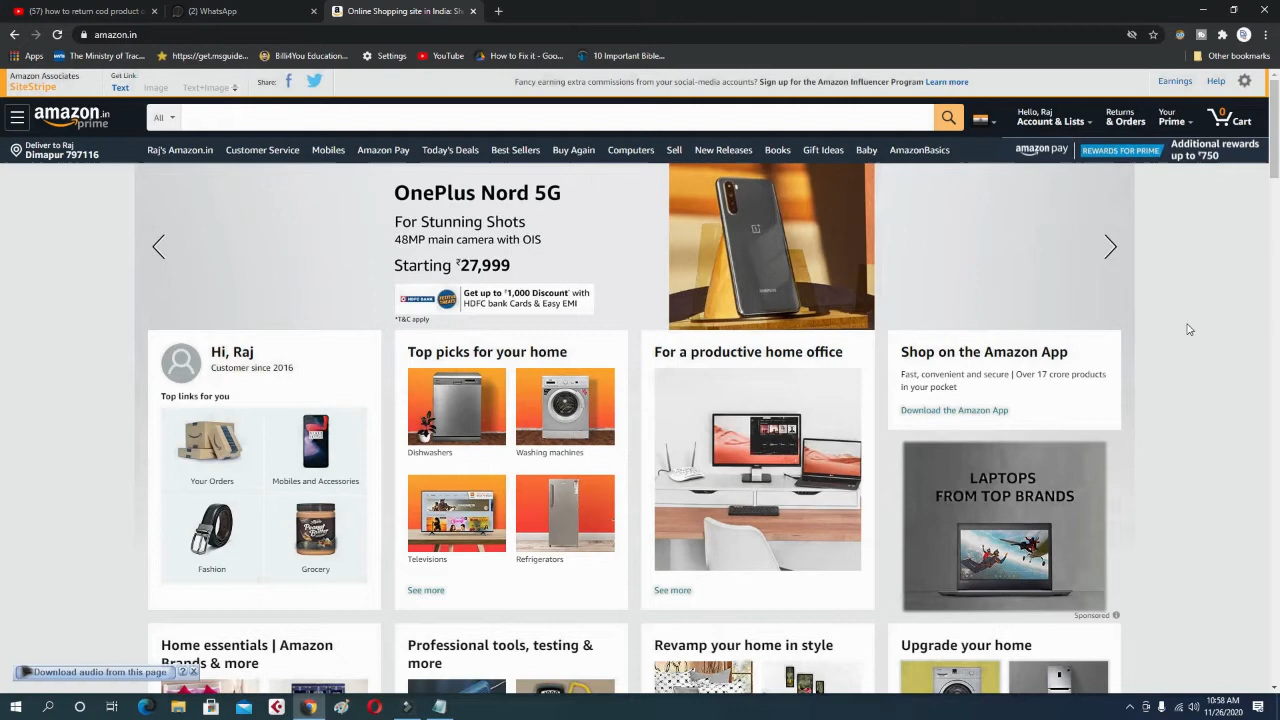 (57) how to return cod product o
(2) WhatsApp
Online Shopping site in India: Sh
amazon.in
Apps
The Ministry of Trac...
https://get.msguide...
Billi4You Education...
Settings
YouTube
How to Fix it - Goo...
10 Important Bible...
Other bookmarks
Amazon Associates
SiteStripe
Get Link:
Text
Image
Text+Image
Share:
Fancy earning extra commissions from your social-media accounts? Sign up for the Amazon Influencer Program Learn more
Earnings
Help
amazon.in
prime
All
Hello, Raj
Account & Lists
Returns
& Orders
Your
Prime
0
Cart
Deliver to Raj
Dimapur 797116
Raj's Amazon.in
Customer Service
Mobiles
Amazon Pay
Today's Deals
Best Sellers
Buy Again
Computers
Sell
New Releases
Books
Gift Ideas
Baby
AmazonBasics
amazon pay
REWARDS FOR PRIME
Additional rewards
up to ₹750
OnePlus Nord 5G
For Stunning Shots
48MP main camera with OIS
Starting ₹27,999
HDFC BANK
Get up to ₹1,000 Discount* with
HDFC bank Cards & Easy EMI
*T&C apply
Hi, Raj
Customer since 2016
Top links for you
Your Orders
Mobiles and Accessories
Fashion
Grocery
Top picks for your home
Dishwashers
Washing machines
Televisions
Refrigerators
See more
For a productive home office
See more
Shop on the Amazon App
Fast, convenient and secure | Over 17 crore products
in your pocket
Download the Amazon App
LAPTOPS
FROM TOP BRANDS
Sponsored
Home essentials | Amazon
Brands & more
Professional tools, testing &
more
Revamp your home in style
Upgrade your home
Download audio from this page
?
X
10:58 AM
11/26/2020